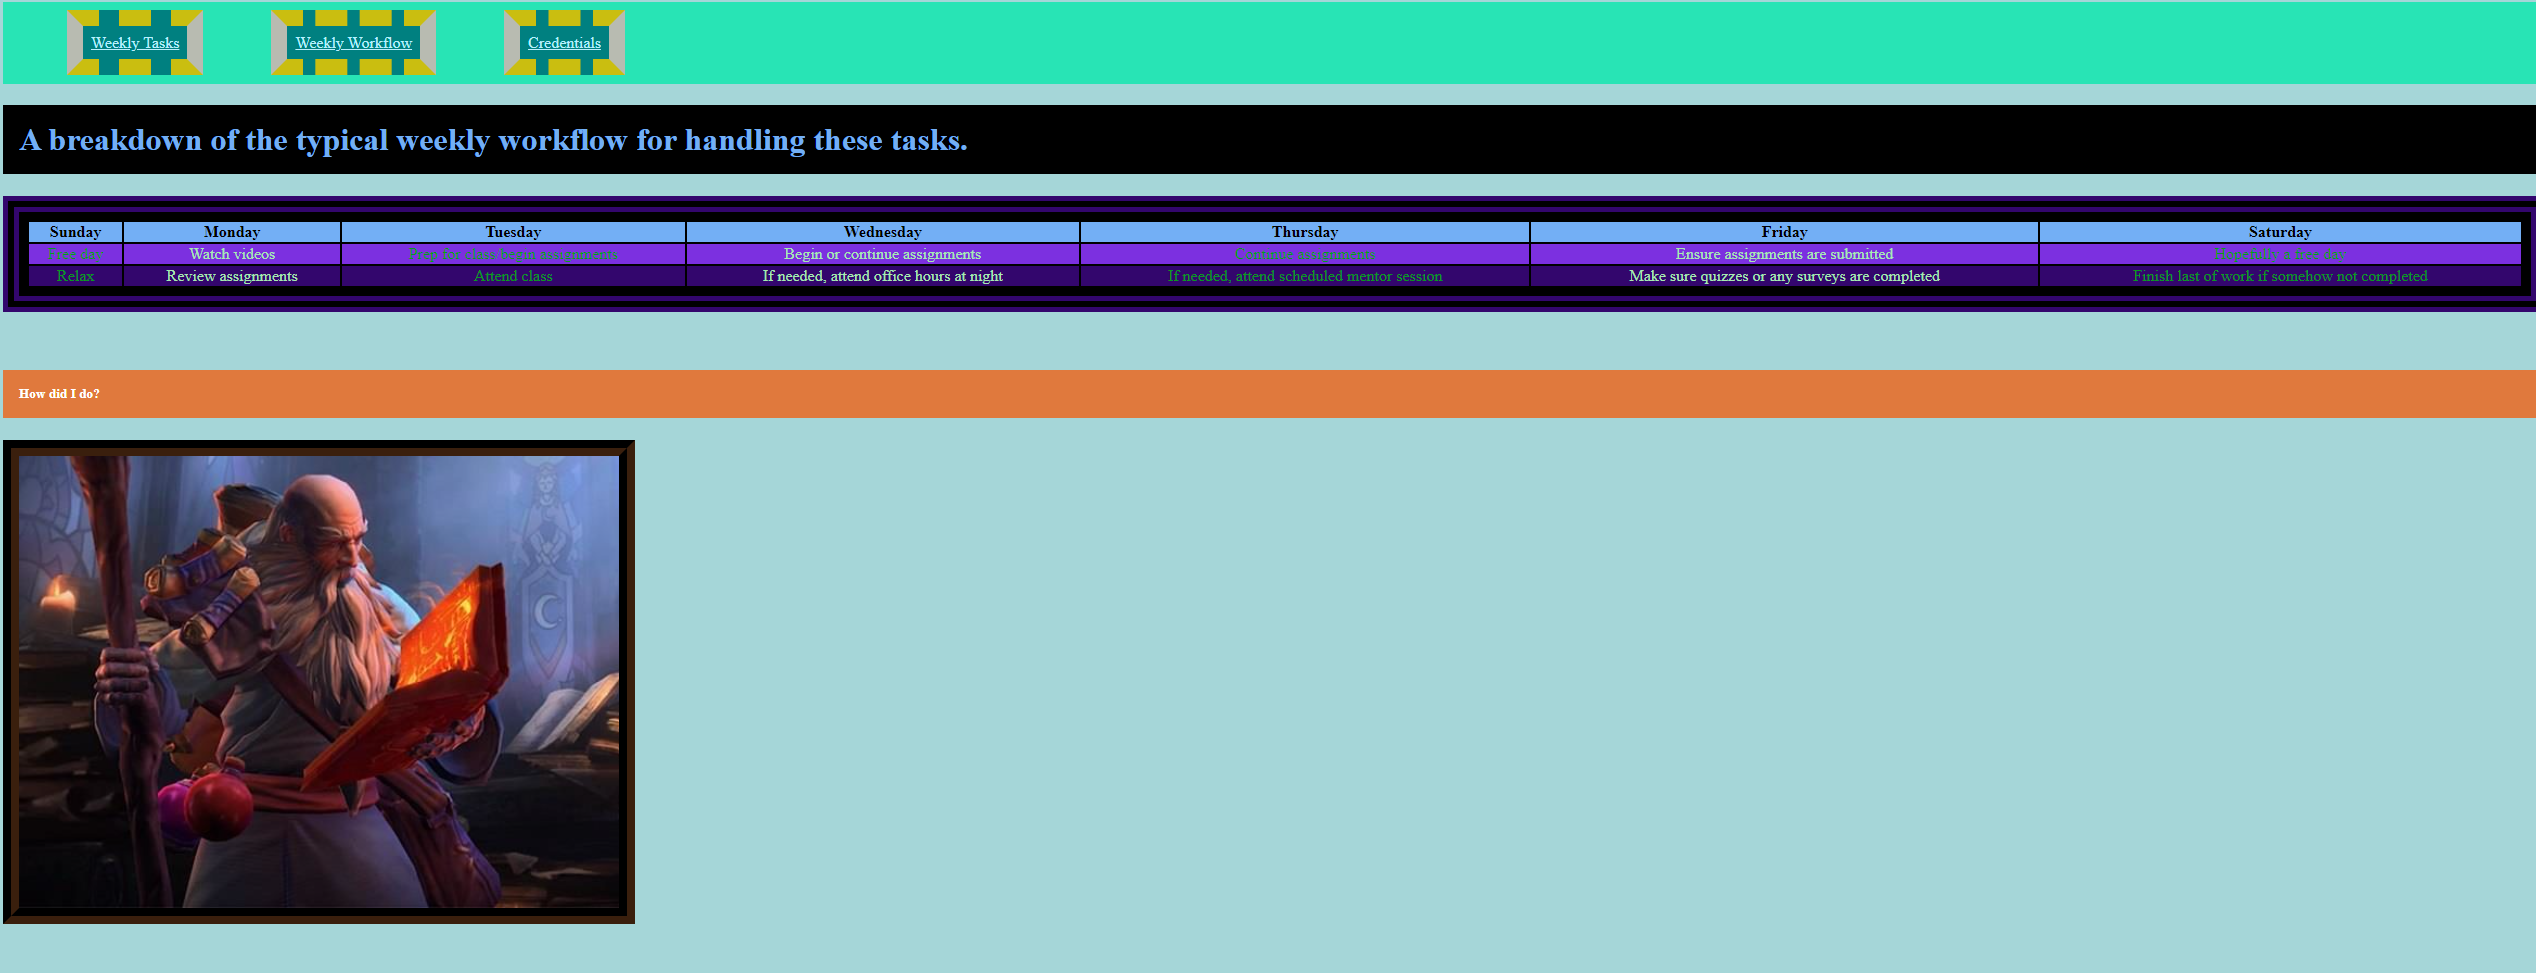 Weekly Tasks Weekly Workflow Credentials
A breakdown of the typical weekly workflow for handling these tasks.
Sunday Monday Tuesday Wednesday Thursday Friday Saturday
Free day Watch videos Prep for class/begin assignments Begin or continue assignments Continue assignments Ensure assignments are submitted Hopefully a free day
Relax Review assignments Attend class If needed, attend office hours at night If needed, attend scheduled mentor session Make sure quizzes or any surveys are completed Finish last of work if somehow not completed
How did I do?